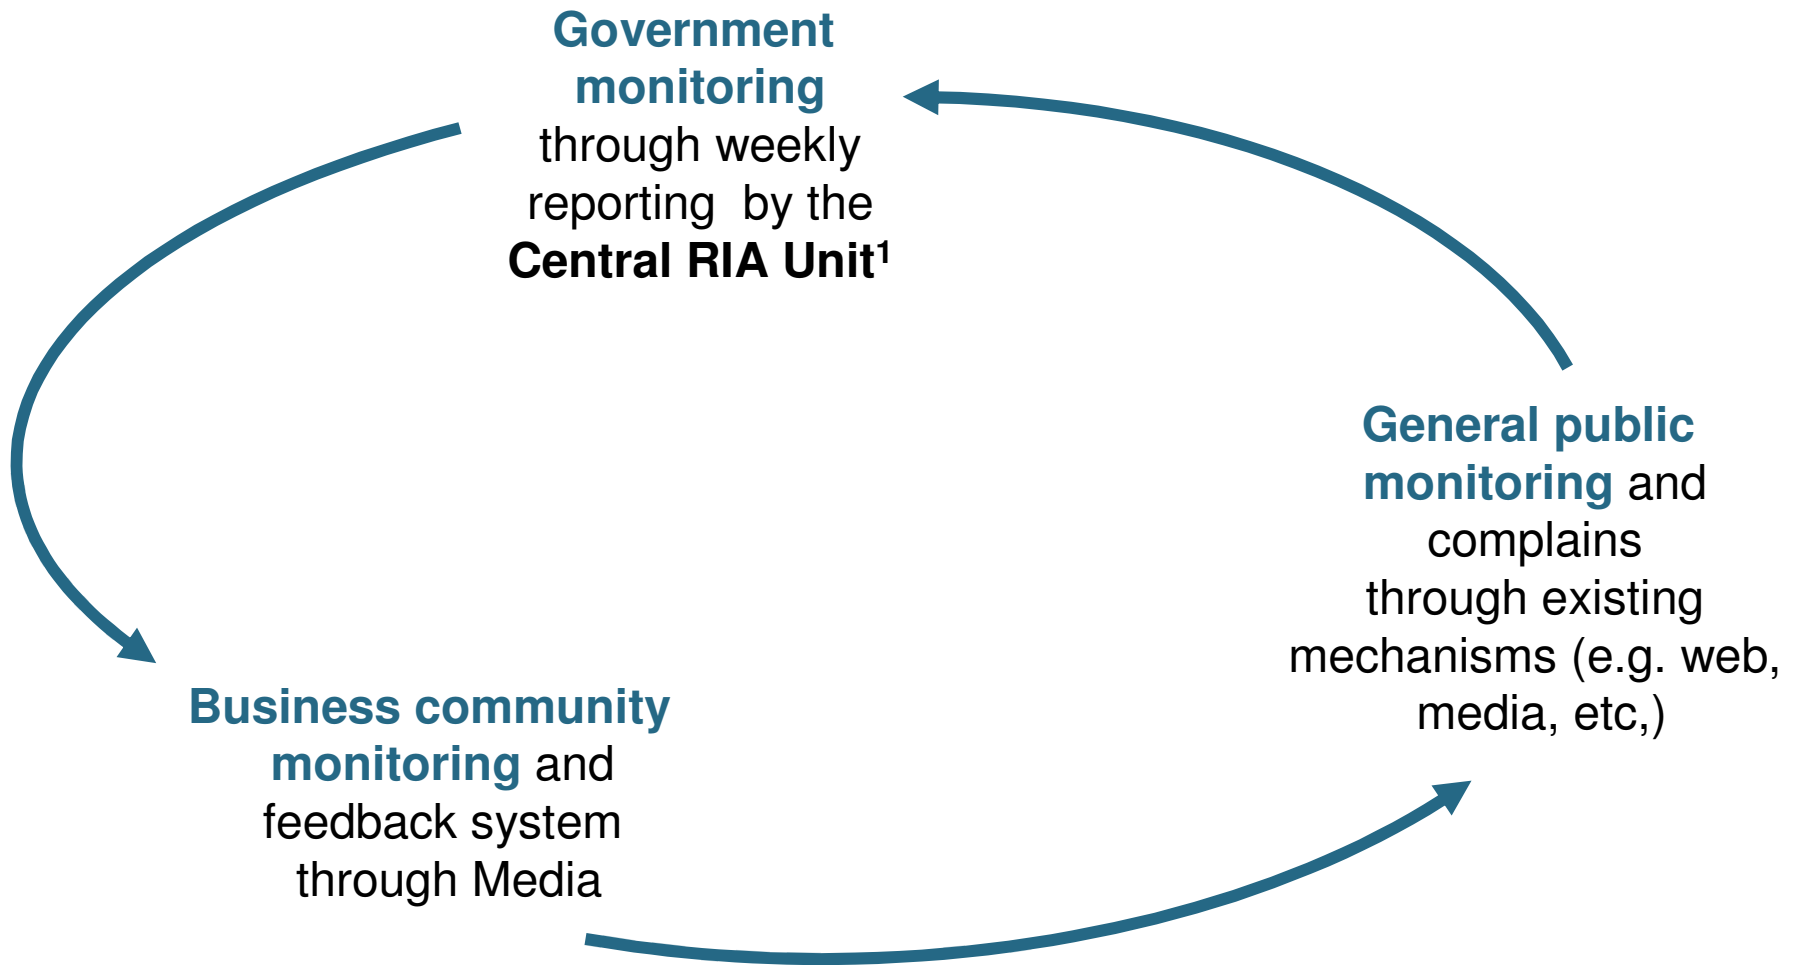 Government
monitoring
through weekly
reporting  by the
Central RIA Unit¹
General public
monitoring and
complains
through existing
mechanisms (e.g. web,
media, etc,)
Business community
monitoring and
feedback system
through Media